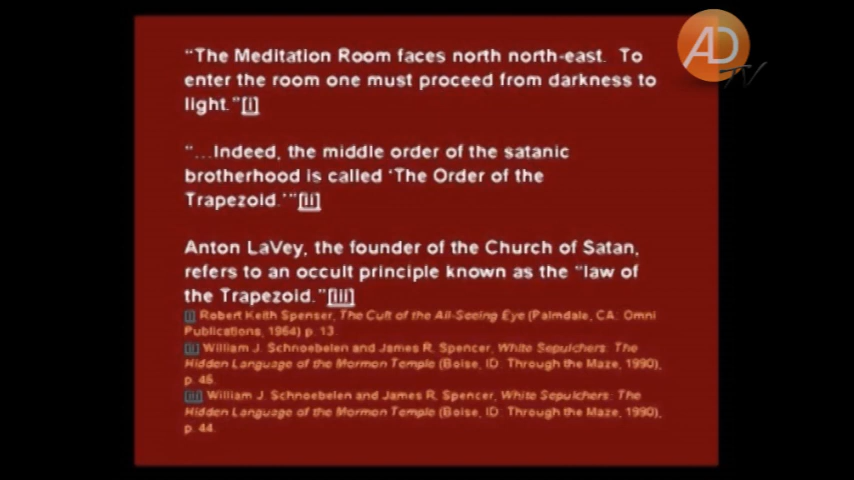 AD
TV
“The Meditation Room faces north north-east. To
enter the room one must proceed from darkness to
light.”[i]
“...Indeed, the middle order of the satanic
brotherhood is called ‘The Order of the
Trapezoid.’”[ii]
Anton LaVey, the founder of the Church of Satan,
refers to an occult principle known as the “law of
the Trapezoid.”[iii]
[i] Robert Keith Spenser, The Cult of the All-Seeing Eye (Palmdale, CA: Omni
Publications, 1964) p. 13.
[ii] William J. Schnoebelen and James R. Spencer, White Sepulchers: The
Hidden Language of the Mormon Temple (Boise, ID: Through the Maze, 1990),
p. 46.
[iii] William J. Schnoebelen and James R. Spencer, White Sepulchers: The
Hidden Language of the Mormon Temple (Boise, ID: Through the Maze, 1990),
p. 44.